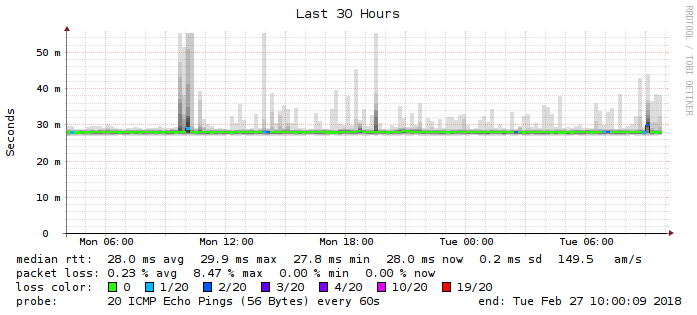 Last 30 Hours
RRDTOOL / TOBI OETIKER
Seconds
50 m
40 m
30 m
20 m
10 m
0
Mon 06:00 Mon 12:00 Mon 18:00 Tue 00:00 Tue 06:00
median rtt: 28.0 ms avg 29.9 ms max 27.8 ms min 28.0 ms now 0.2 ms sd 149.5 am/s
packet loss: 0.23 % avg 8.47 % max 0.00 % min 0.00 % now
loss color: 0 1/20 2/20 3/20 4/20 10/20 19/20
probe: 20 ICMP Echo Pings (56 Bytes) every 60s end: Tue Feb 27 10:00:09 2018